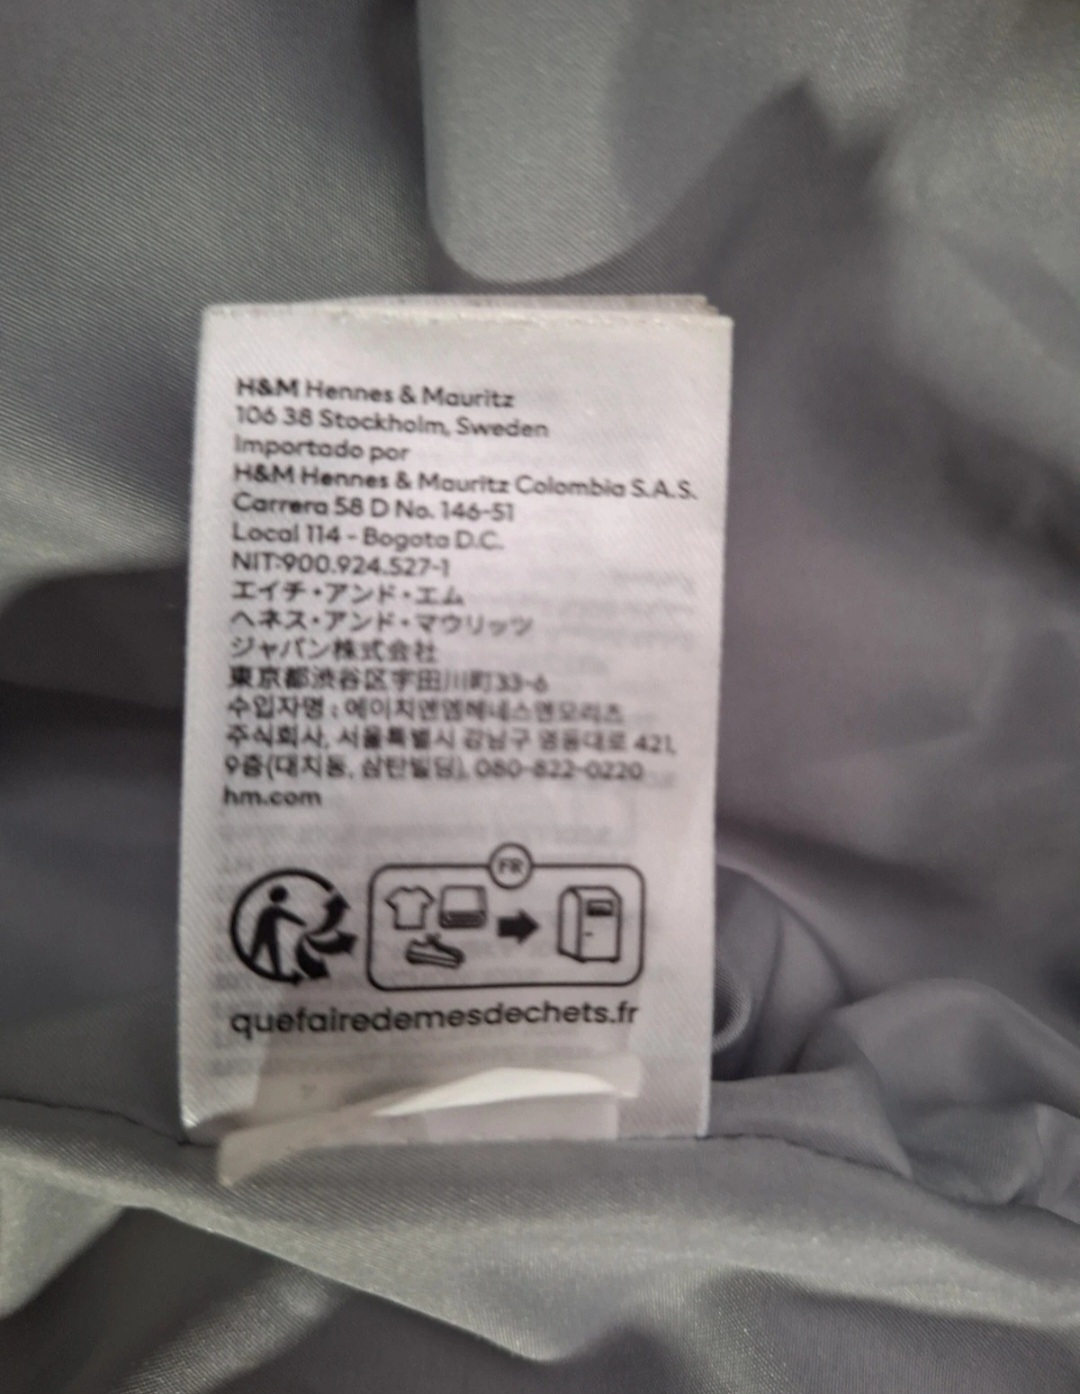 H&M Hennes & Mauritz
106 38 Stockholm, Sweden
Importado por
H&M Hennes & Mauritz Colombia S.A.S.
Carrera 58 D No. 146-51
Local 114 - Bogota D.C.
NIT:900.924.527-1
エイチ・アンド・エム
ヘネス・アンド・マウリッツ
ジャパン株式会社
東京都渋谷区宇田川町33-6
수입자명 : 에이치앤엠헤네스앤모리츠
주식회사, 서울특별시 강남구 영동대로 421,
9층(대치동, 삼탄빌딩), 080-822-0220
hm.com
FR
quefairedemesdechets.fr